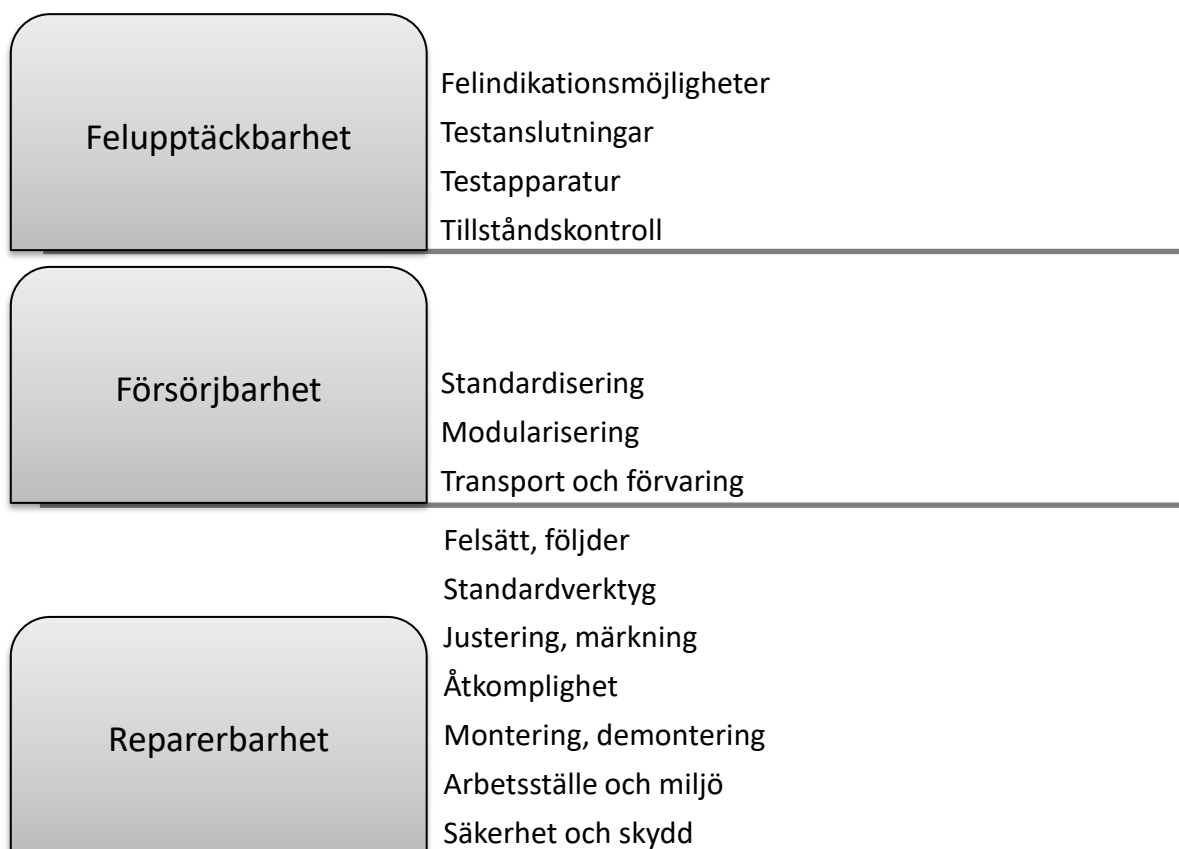 Felupptäckbarhet
Felindikationsmöjligheter
Testanslutningar
Testapparatur
Tillståndskontroll
Försörjbarhet
Standardisering
Modularisering
Transport och förvaring
Reparerbarhet
Felsätt, följder
Standardverktyg
Justering, märkning
Åtkomplighet
Montering, demontering
Arbetsställe och miljö
Säkerhet och skydd